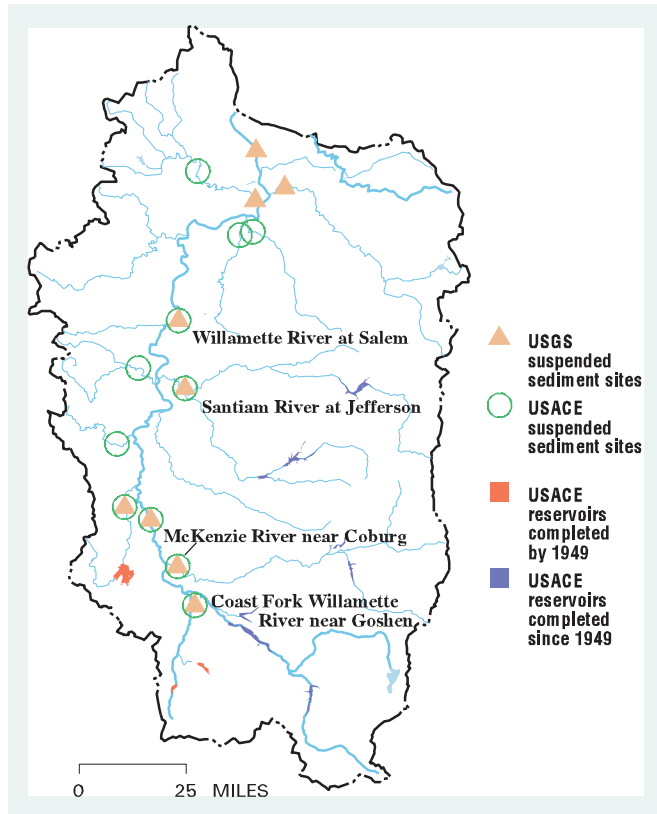 Willamette River at Salem
Santiam River at Jefferson
McKenzie River near Coburg
Coast Fork Willamette
River near Goshen
USGS
suspended
sediment sites
USACE
suspended
sediment sites
USACE
reservoirs
completed
by 1949
USACE
reservoirs
completed
since 1949
0 25 MILES